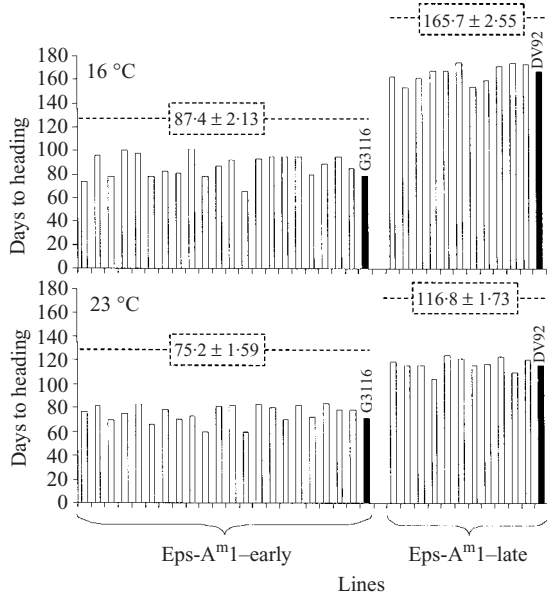 165·7 ± 2·55
DV92
180
16 °C
160
140
87·4 ± 2·13
120
G3116
100
80
60
40
20
0
Days to heading
116·8 ± 1·73
DV92
180
23 °C
160
140
75·2 ± 1·59
120
G3116
100
80
60
40
20
0
Days to heading
Eps-Aᵐ1–early
Eps-Aᵐ1–late
Lines